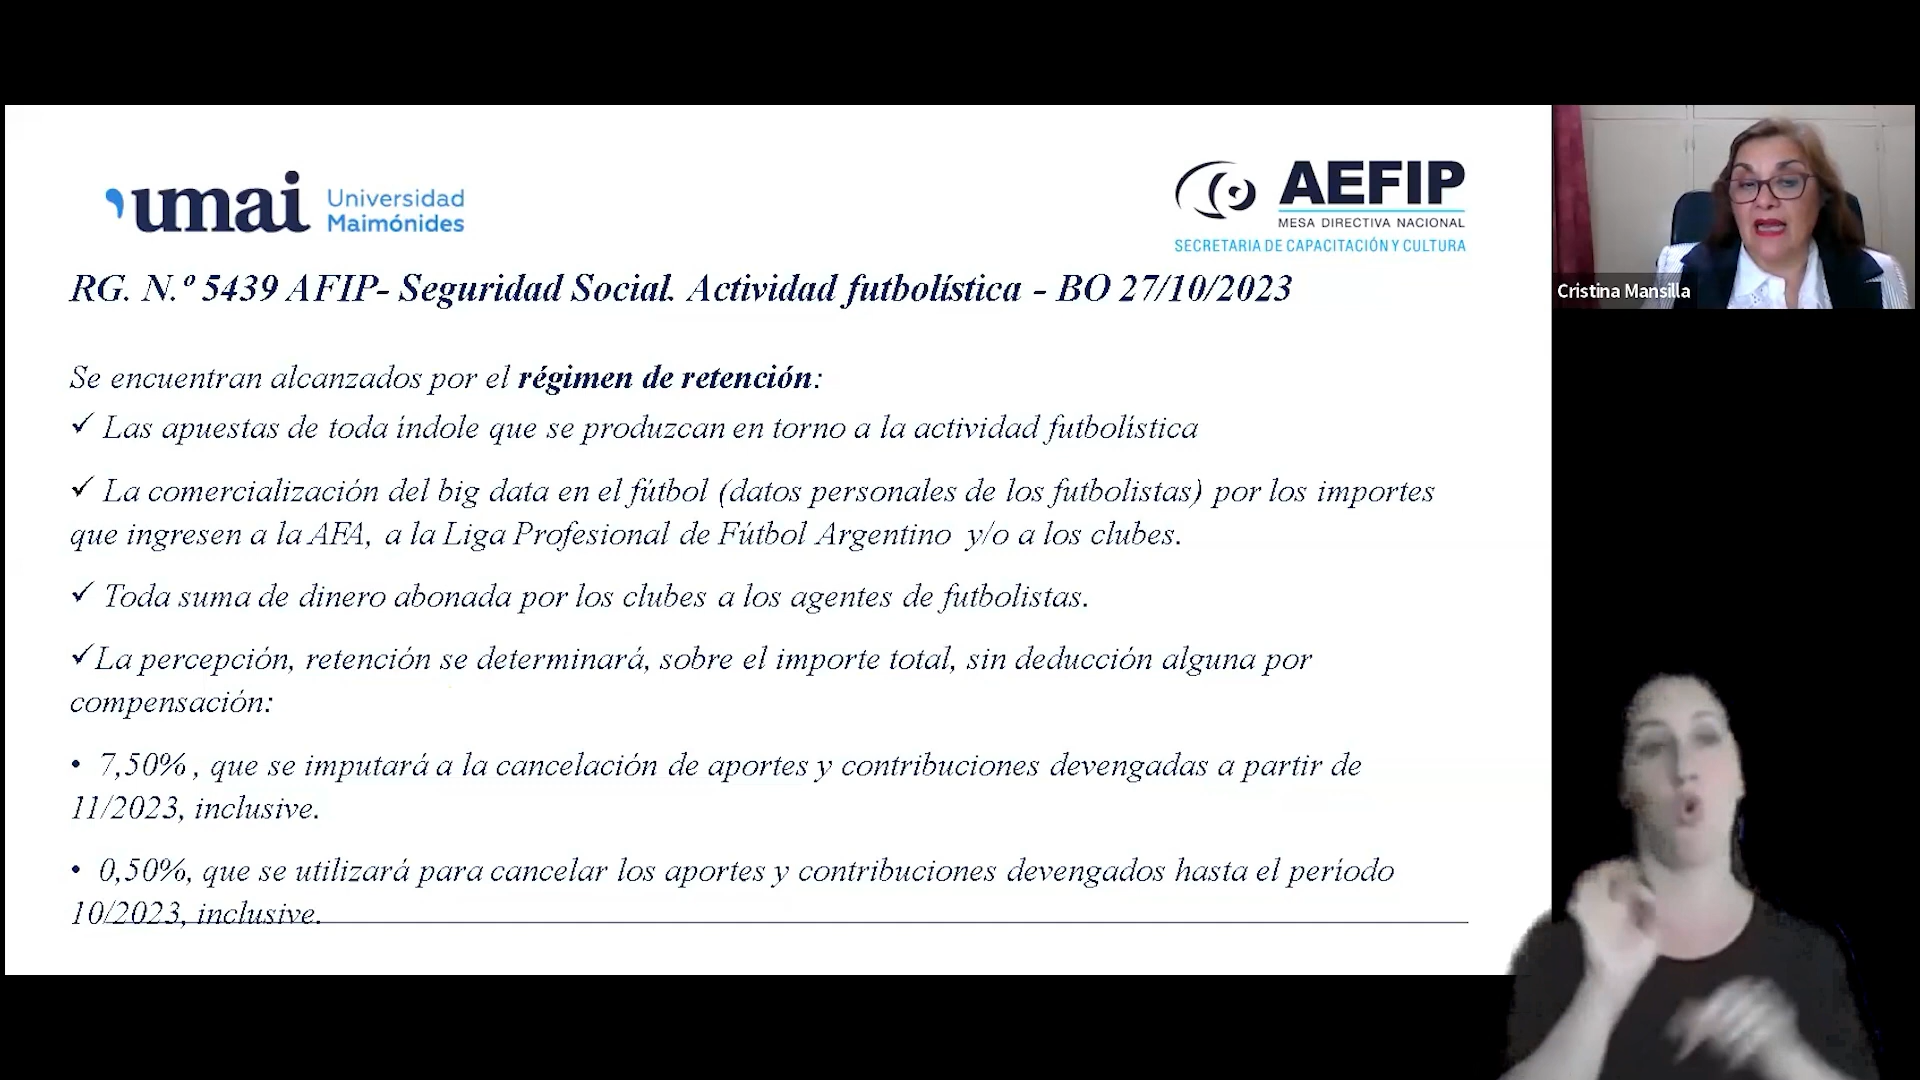 umai Universidad
Maimónides
AEFIP
MESA DIRECTIVA NACIONAL
SECRETARIA DE CAPACITACIÓN Y CULTURA
RG. N.º 5439 AFIP- Seguridad Social. Actividad futbolística - BO 27/10/2023
Cristina Mansilla
Se encuentran alcanzados por el régimen de retención:
✓ Las apuestas de toda índole que se produzcan en torno a la actividad futbolística
✓ La comercialización del big data en el fútbol (datos personales de los futbolistas) por los importes
que ingresen a la AFA, a la Liga Profesional de Fútbol Argentino y/o a los clubes.
✓ Toda suma de dinero abonada por los clubes a los agentes de futbolistas.
✓La percepción, retención se determinará, sobre el importe total, sin deducción alguna por
compensación:
• 7,50% , que se imputará a la cancelación de aportes y contribuciones devengadas a partir de
11/2023, inclusive.
• 0,50%, que se utilizará para cancelar los aportes y contribuciones devengados hasta el período
10/2023, inclusive.